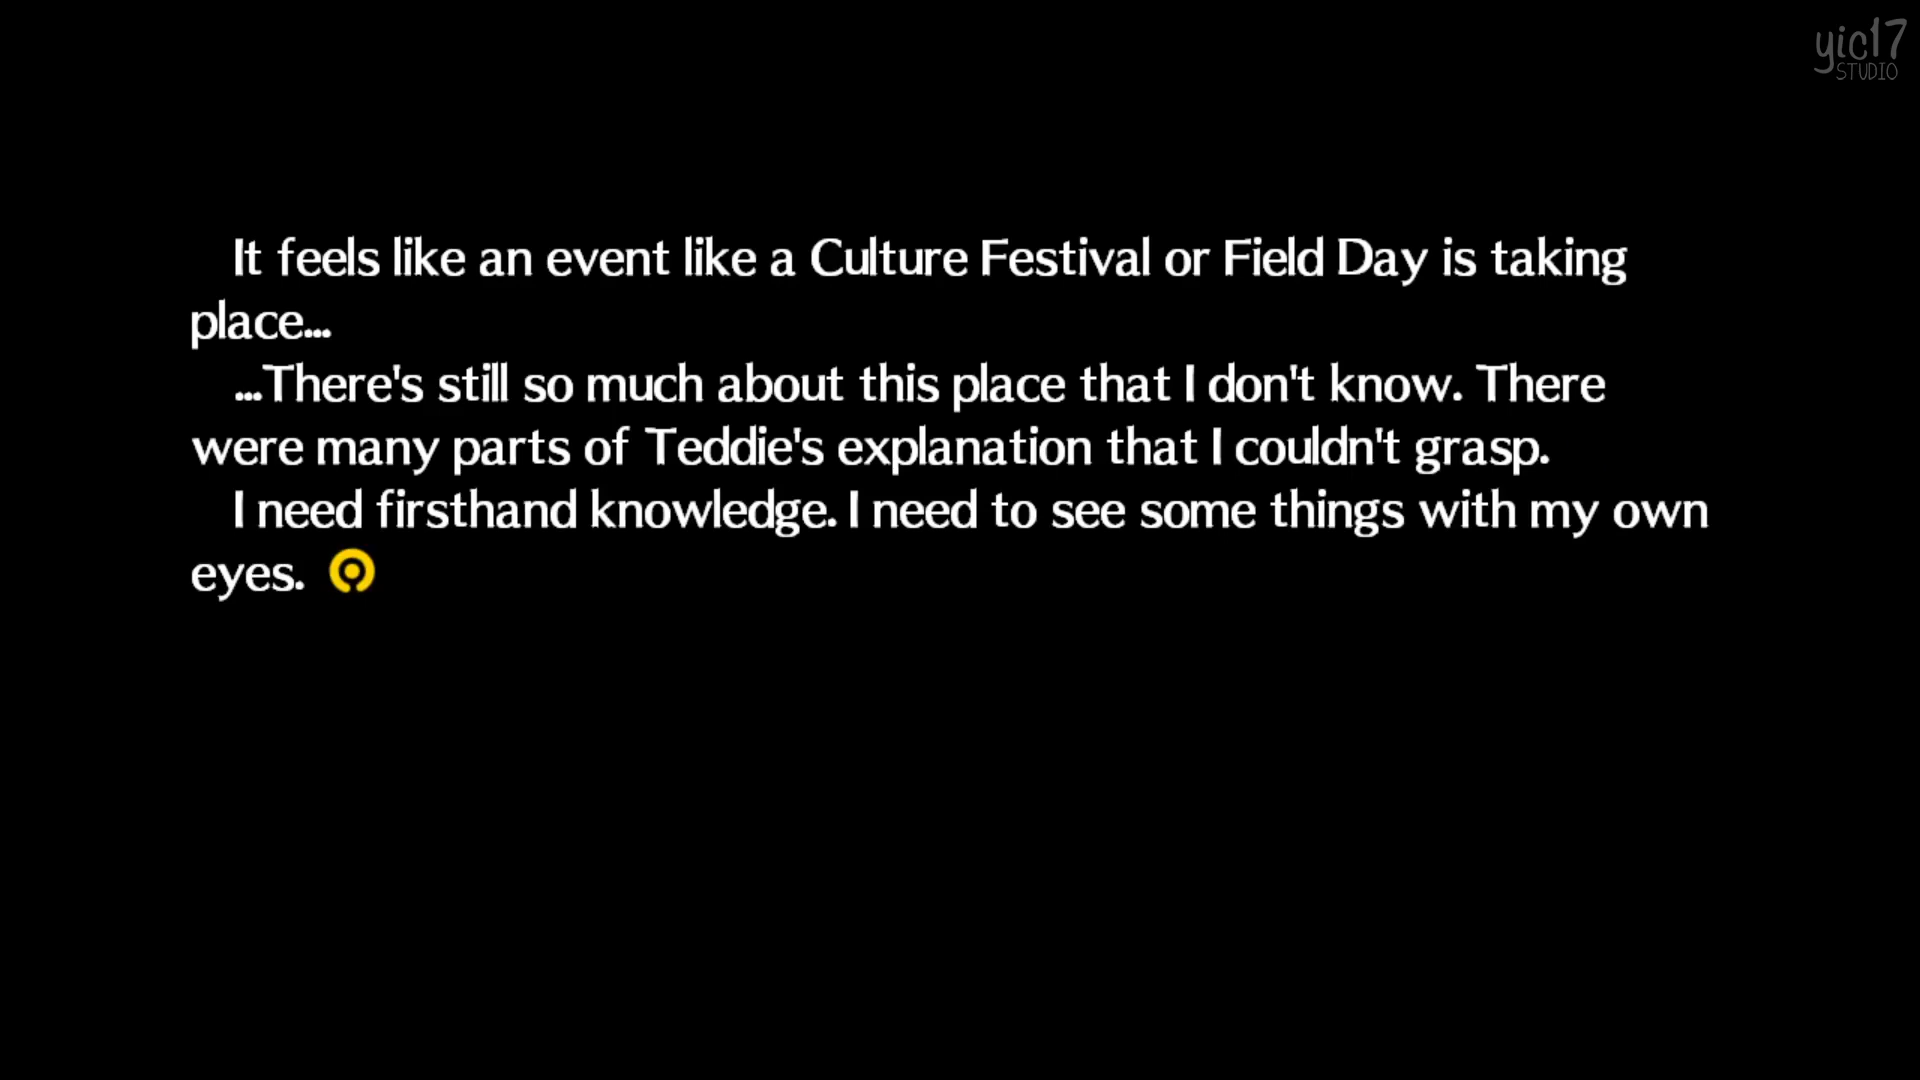 yic17
STUDIO
It feels like an event like a Culture Festival or Field Day is taking
place...
...There's still so much about this place that I don't know. There
were many parts of Teddie's explanation that I couldn't grasp.
I need firsthand knowledge. I need to see some things with my own
eyes.